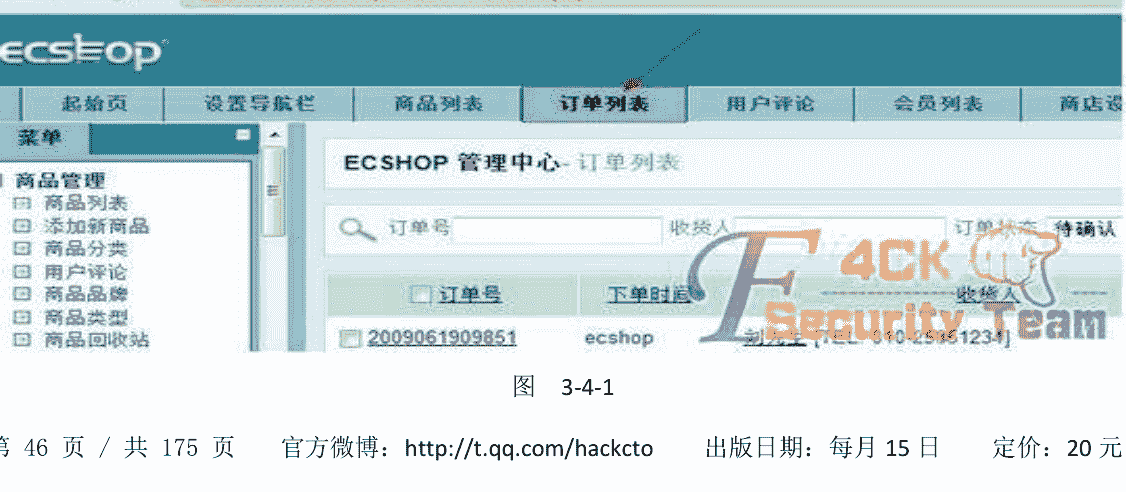 ecshop
起始页 设置导航栏 商品列表 订单列表 用户评论 会员列表 商店设
菜单
ECSHOP 管理中心 - 订单列表
商品管理
商品列表
添加新商品
商品分类
用户评论
商品品牌
商品类型
商品回收站
订单号 收货人 订单状态 待确认
订单号 下单时间 收货人
2009061909851 ecshop
F4CK
Security Team
图 3-4-1
第 46 页 / 共 175 页 官方微博：http://t.qq.com/hackcto 出版日期：每月 15 日 定价：20 元